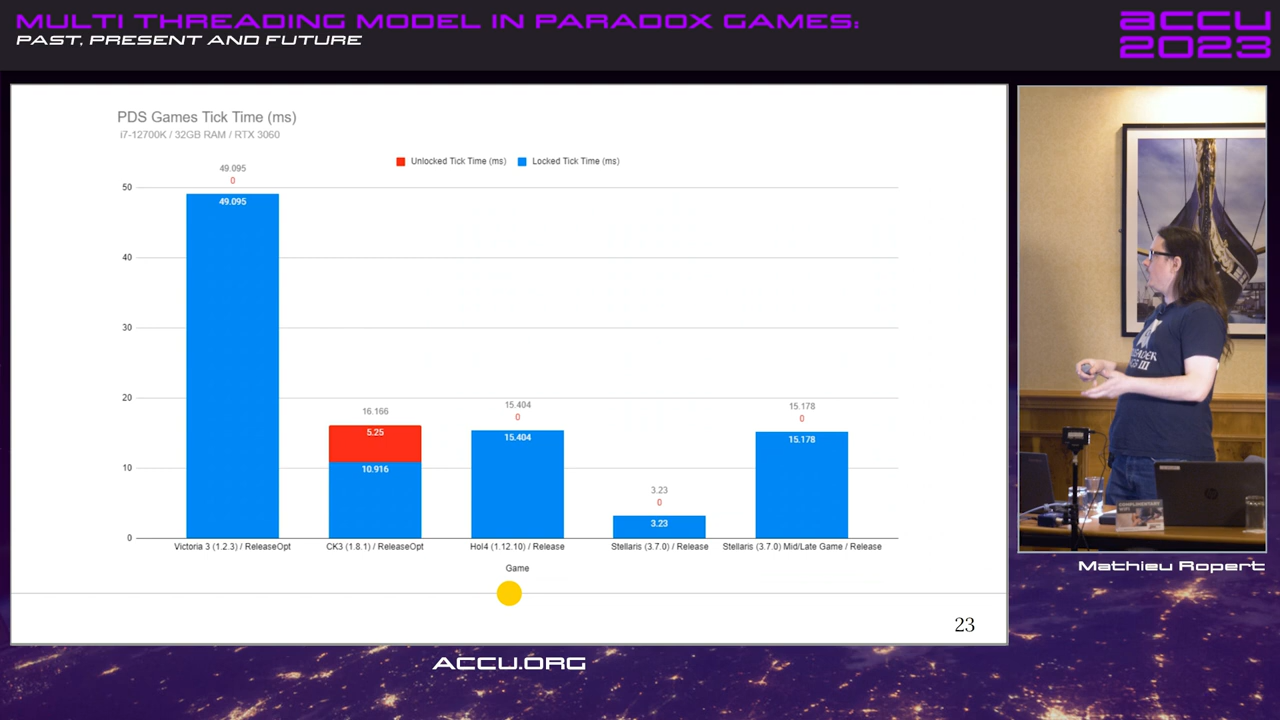 MULTI THREADING MODEL IN PARADOX GAMES:
PAST, PRESENT AND FUTURE
ACCU
2023
PDS Games Tick Time (ms)
i7-12700K / 32GB RAM / RTX 3060
Unlocked Tick Time (ms) Locked Tick Time (ms)
49.095
0
49.095
16.166
5.25
10.916
15.404
0
15.404
3.23
0
3.23
15.178
0
15.178
50
40
30
20
10
0
Victoria 3 (1.2.3) / ReleaseOpt
CK3 (1.8.1) / ReleaseOpt
HoI4 (1.12.10) / Release
Stellaris (3.7.0) / Release
Stellaris (3.7.0) Mid/Late Game / Release
Game
23
III
COMPLIMENTARY
WIFI
Mathieu Ropert
ACCU.ORG